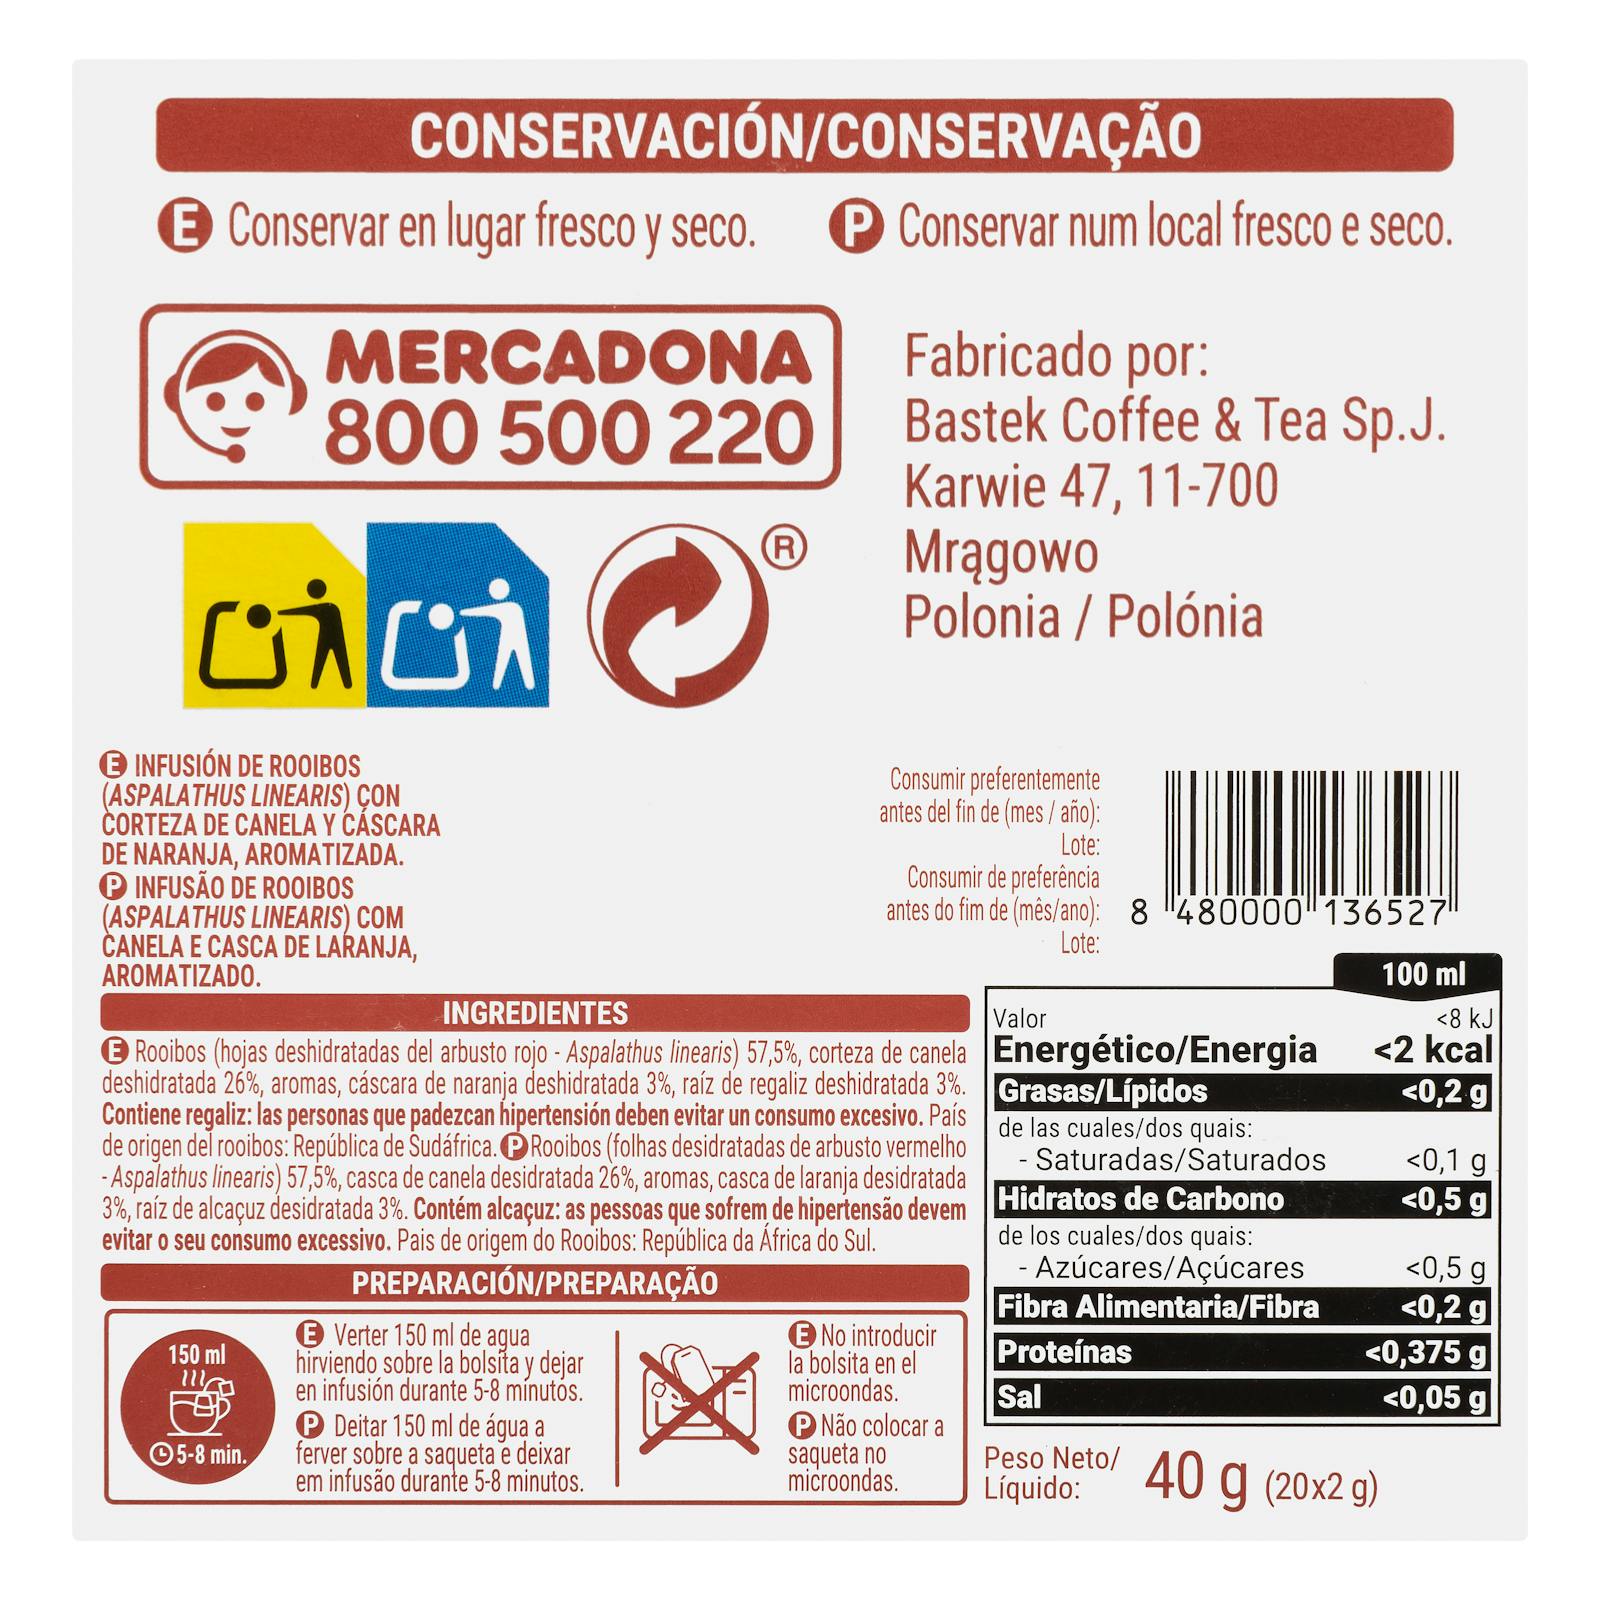 CONSERVACIÓN/CONSERVAÇÃO
E Conservar en lugar fresco y seco.
P Conservar num local fresco e seco.
MERCADONA
800 500 220
Fabricado por:
Bastek Coffee & Tea Sp.J.
Karwie 47, 11-700
Mrągowo
Polonia / Polónia
®
E INFUSIÓN DE ROOIBOS
(ASPALATHUS LINEARIS) CON
CORTEZA DE CANELA Y CÁSCARA
DE NARANJA, AROMATIZADA.
P INFUSÃO DE ROOIBOS
(ASPALATHUS LINEARIS) COM
CANELA E CASCA DE LARANJA,
AROMATIZADO.
Consumir preferentemente
antes del fin de (mes / año):
Lote:
Consumir de preferência
antes do fim de (mês/ano):
Lote:
8 480000 136527
INGREDIENTES
E Rooibos (hojas deshidratadas del arbusto rojo - Aspalathus linearis) 57,5%, corteza de canela
deshidratada 26%, aromas, cáscara de naranja deshidratada 3%, raíz de regaliz deshidratada 3%.
Contiene regaliz: las personas que padezcan hipertensión deben evitar un consumo excesivo. País
de origen del rooibos: República de Sudáfrica. P Rooibos (folhas desidratadas de arbusto vermelho
- Aspalathus linearis) 57,5%, casca de canela desidratada 26%, aromas, casca de laranja desidratada
3%, raíz de alcaçuz desidratada 3%. Contém alcaçuz: as pessoas que sofrem de hipertensão devem
evitar o seu consumo excessivo. Pais de origem do Rooibos: República da África do Sul.
PREPARACIÓN/PREPARAÇÃO
150 ml
5-8 min.
E Verter 150 ml de agua
hirviendo sobre la bolsita y dejar
en infusión durante 5-8 minutos.
P Deitar 150 ml de água a
ferver sobre a saqueta e deixar
em infusão durante 5-8 minutos.
E No introducir
la bolsita en el
microondas.
P Não colocar a
saqueta no
microondas.
100 ml
Valor <8 kJ
Energético/Energia <2 kcal
Grasas/Lípidos <0,2 g
de las cuales/dos quais:
- Saturadas/Saturados <0,1 g
Hidratos de Carbono <0,5 g
de los cuales/dos quais:
- Azúcares/Açúcares <0,5 g
Fibra Alimentaria/Fibra <0,2 g
Proteínas <0,375 g
Sal <0,05 g
Peso Neto/
Líquido: 40 g (20x2 g)